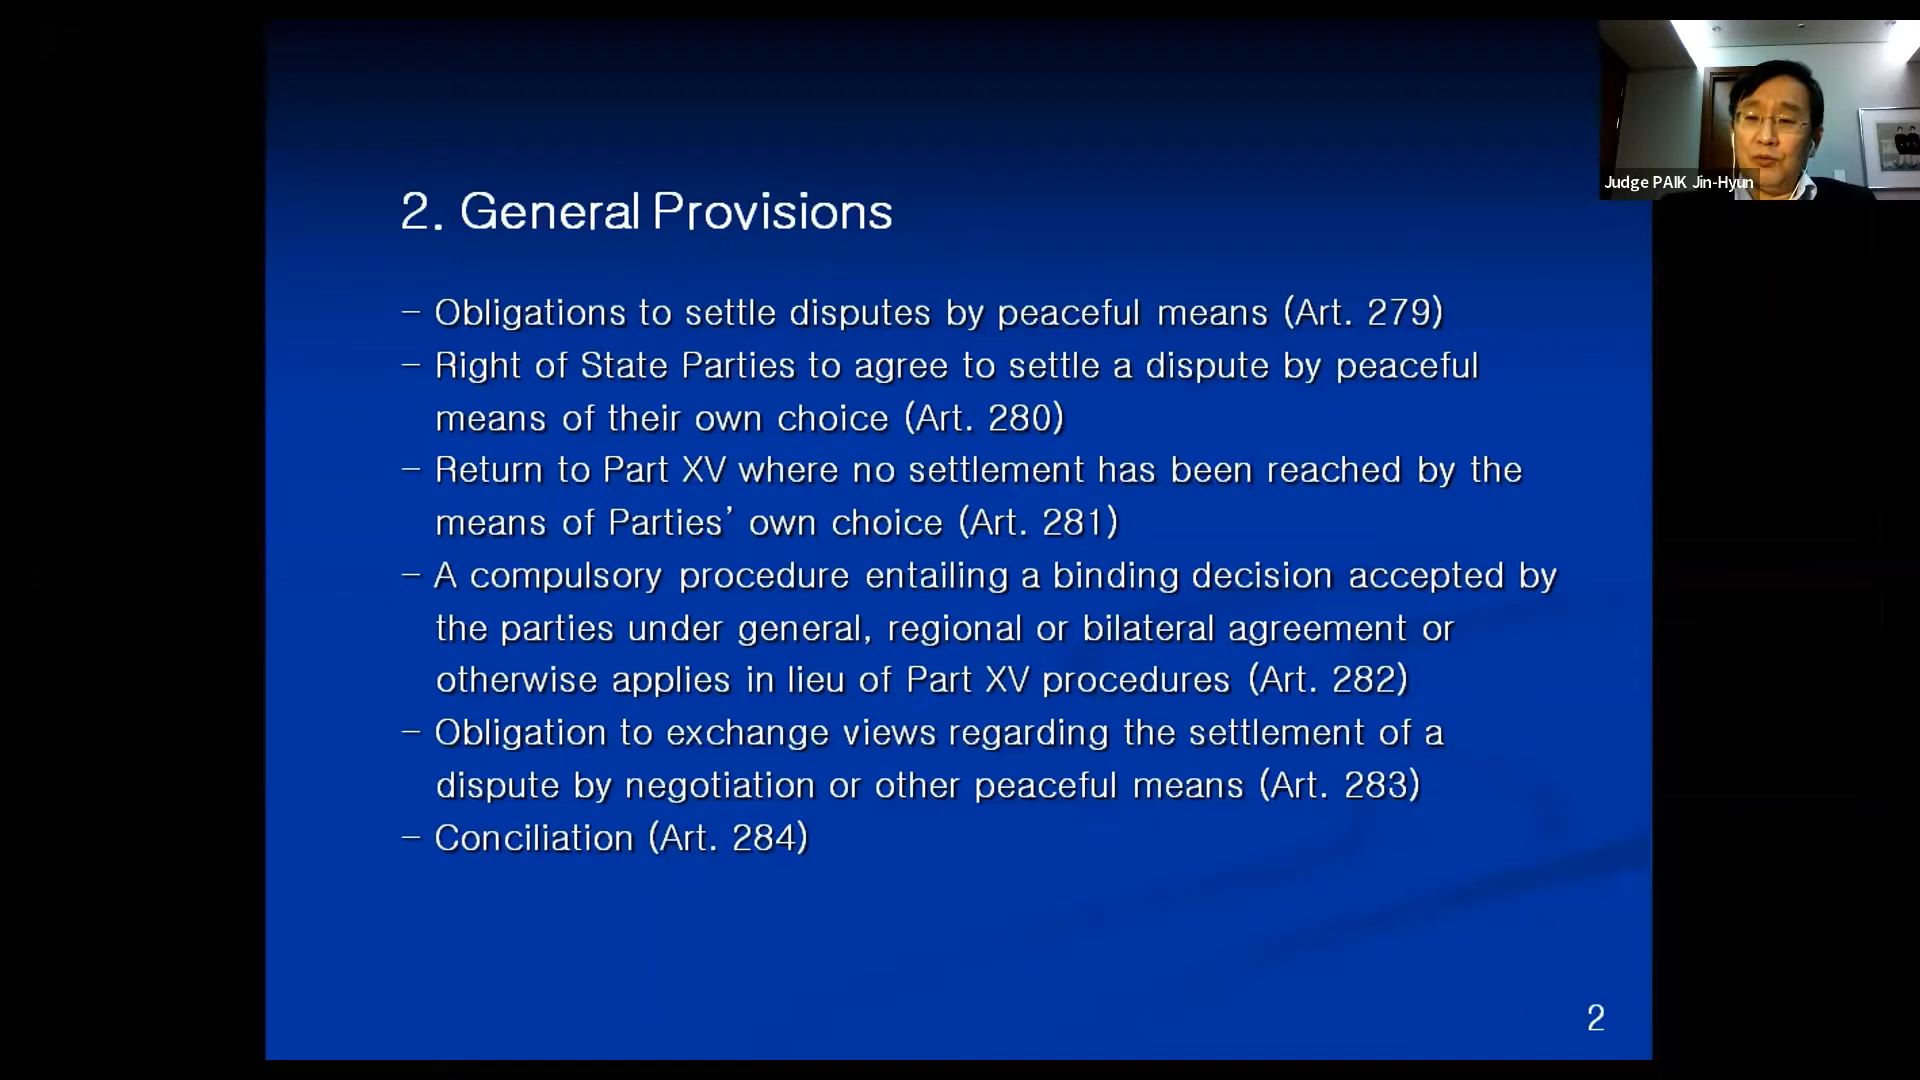 Judge PAIK Jin-Hyun
2. General Provisions
– Obligations to settle disputes by peaceful means (Art. 279)
– Right of State Parties to agree to settle a dispute by peaceful
means of their own choice (Art. 280)
– Return to Part XV where no settlement has been reached by the
means of Parties’ own choice (Art. 281)
– A compulsory procedure entailing a binding decision accepted by
the parties under general, regional or bilateral agreement or
otherwise applies in lieu of Part XV procedures (Art. 282)
– Obligation to exchange views regarding the settlement of a
dispute by negotiation or other peaceful means (Art. 283)
– Conciliation (Art. 284)
2